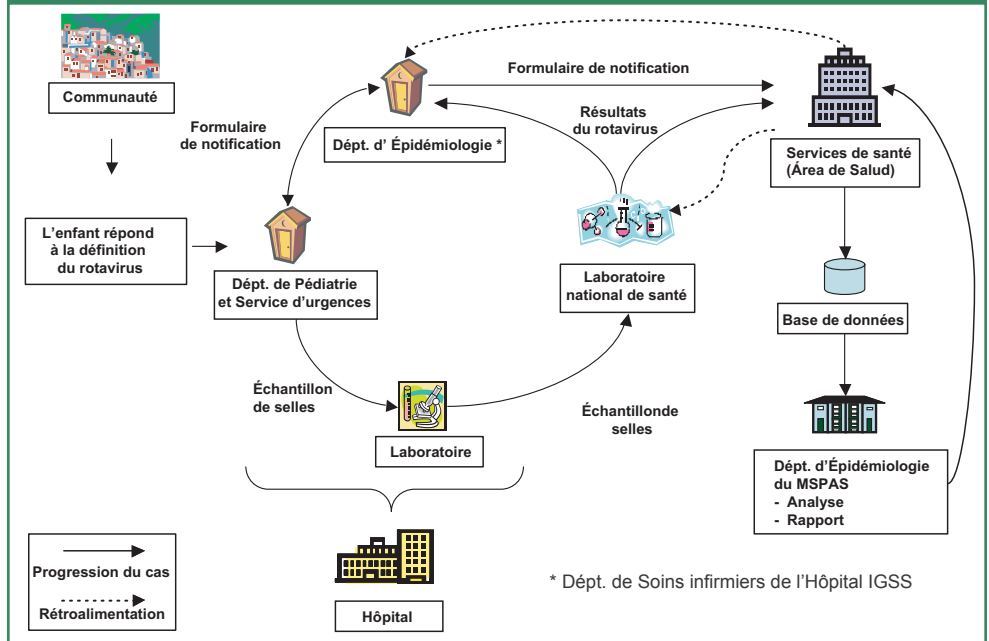 Communauté
Formulaire
de notification
L'enfant répond
à la définition
du rotavirus
Dépt. d' Épidémiologie *
Formulaire de notification
Résultats
du rotavirus
Services de santé
(Área de Salud)
Dépt. de Pédiatrie
et Service d'urgences
Laboratoire
national de santé
Base de données
Échantillon
de selles
Laboratoire
Échantillonde
selles
Dépt. d'Épidémiologie
du MSPAS
- Analyse
- Rapport
Hôpital
Progression du cas
Rétroalimentation
* Dépt. de Soins infirmiers de l'Hôpital IGSS